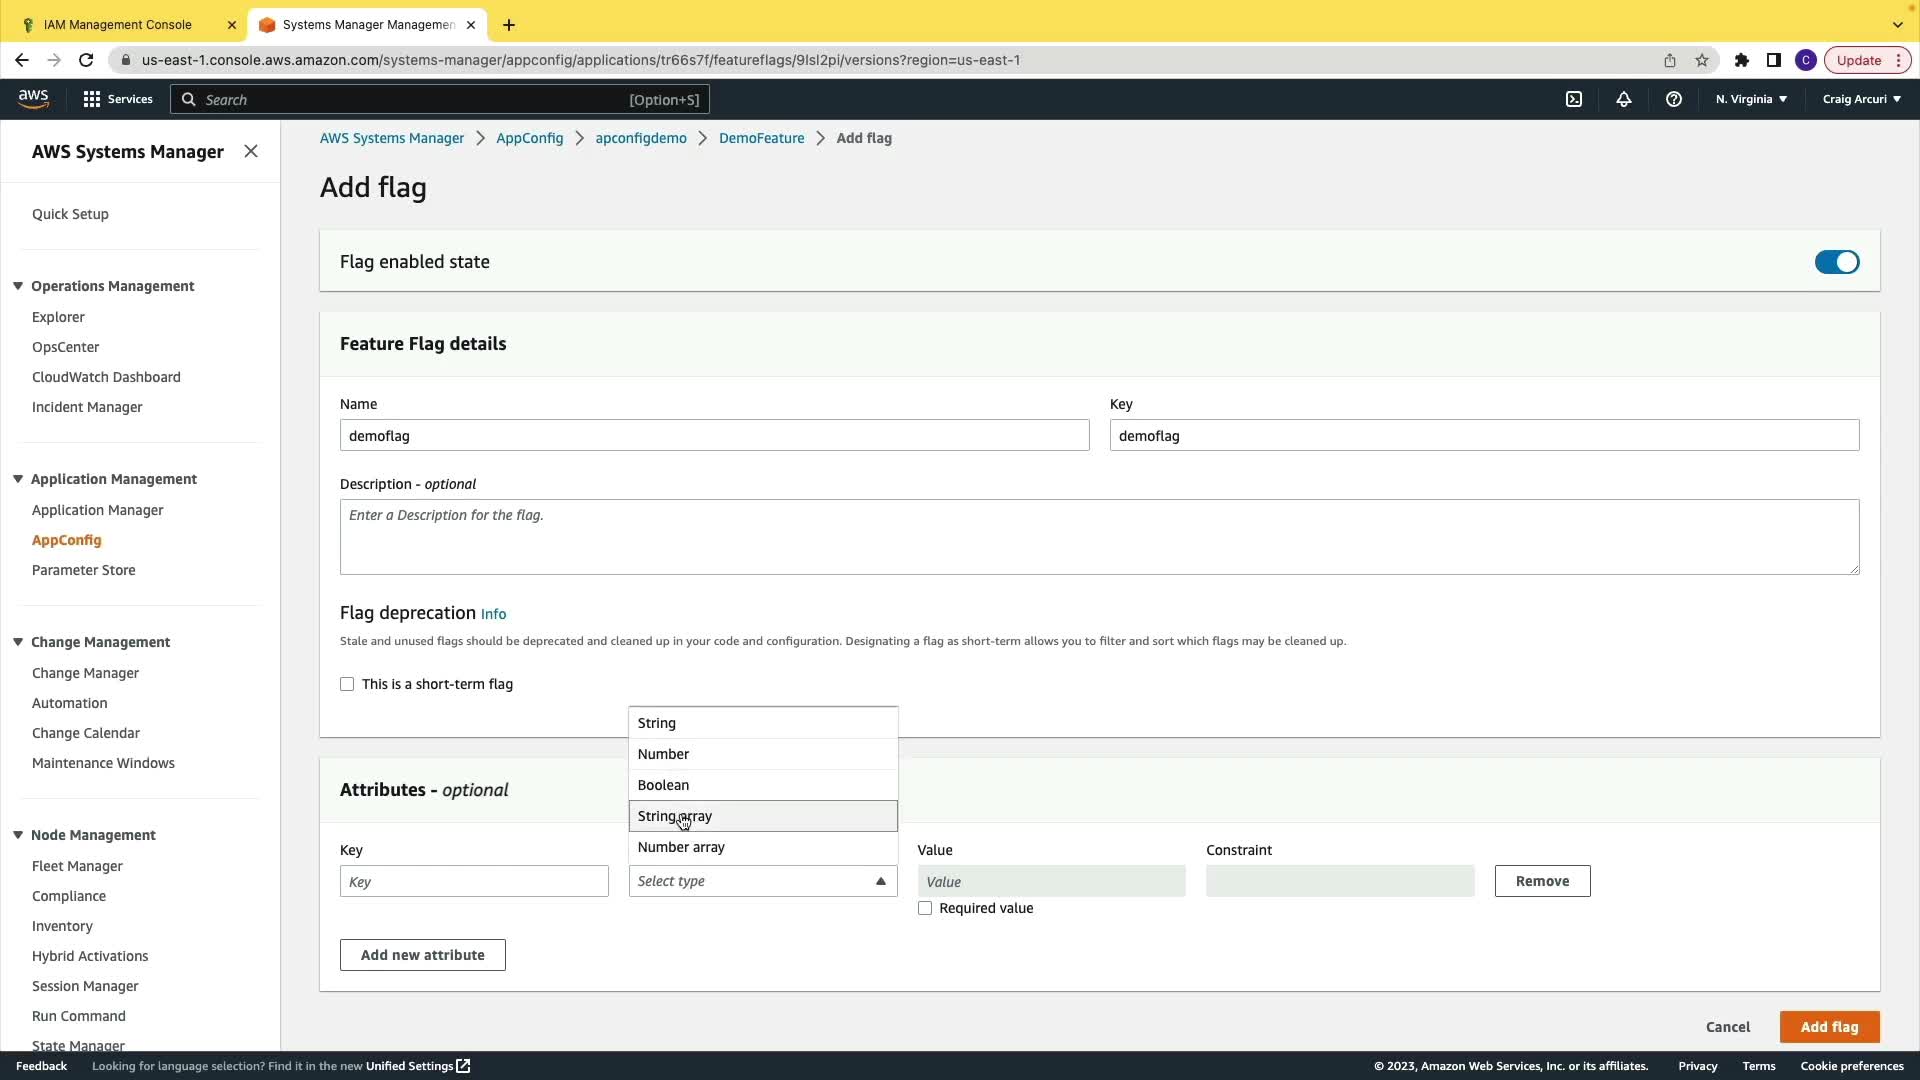 IAM Management Console
Systems Manager Managemen
us-east-1.console.aws.amazon.com/systems-manager/appconfig/applications/tr66s7f/featureflags/9lsl2pi/versions?region=us-east-1
C
Update
aws
Services
Search
[Option+S]
N. Virginia
Craig Arcuri
AWS Systems Manager
Quick Setup
Operations Management
Explorer
OpsCenter
CloudWatch Dashboard
Incident Manager
Application Management
Application Manager
AppConfig
Parameter Store
Change Management
Change Manager
Automation
Change Calendar
Maintenance Windows
Node Management
Fleet Manager
Compliance
Inventory
Hybrid Activations
Session Manager
Run Command
State Manager
AWS Systems Manager > AppConfig > apconfigdemo > DemoFeature > Add flag
Add flag
Flag enabled state
Feature Flag details
Name
demoflag
Key
demoflag
Description - optional
Enter a Description for the flag.
Flag deprecation Info
Stale and unused flags should be deprecated and cleaned up in your code and configuration. Designating a flag as short-term allows you to filter and sort which flags may be cleaned up.
This is a short-term flag
String
Number
Boolean
String array
Number array
Attributes - optional
Key
Key
Select type
Value
Value
Required value
Constraint
Remove
Add new attribute
Cancel
Add flag
Feedback
Looking for language selection? Find it in the new Unified Settings
© 2023, Amazon Web Services, Inc. or its affiliates.
Privacy
Terms
Cookie preferences